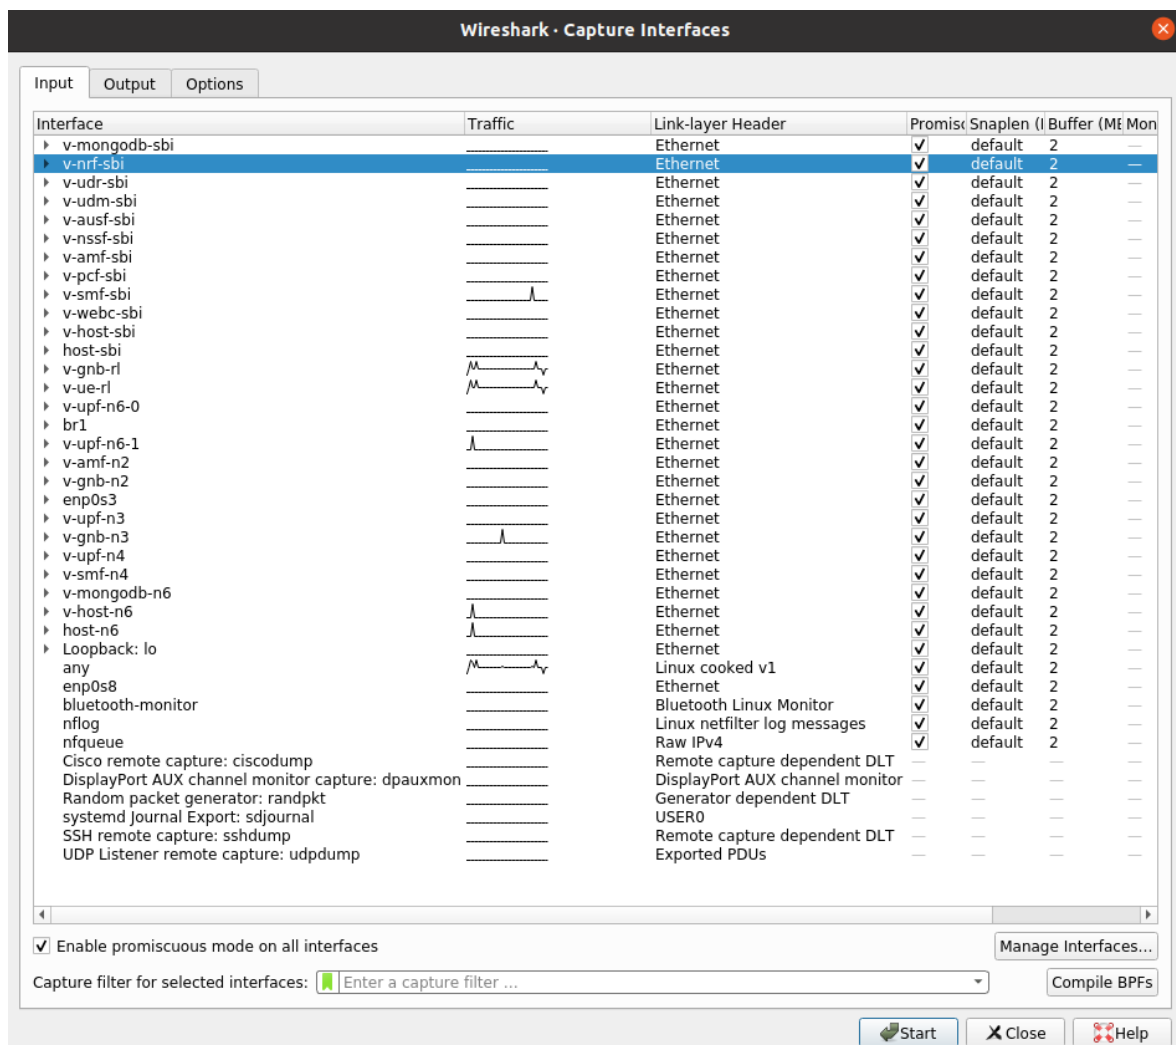 Wireshark · Capture Interfaces
Input Output Options
Interface Traffic Link-layer Header Promisc Snaplen (I Buffer (ME Mon
v-mongodb-sbi Ethernet default 2 —
v-nrf-sbi Ethernet default 2 —
v-udr-sbi Ethernet default 2 —
v-udm-sbi Ethernet default 2 —
v-ausf-sbi Ethernet default 2 —
v-nssf-sbi Ethernet default 2 —
v-amf-sbi Ethernet default 2 —
v-pcf-sbi Ethernet default 2 —
v-smf-sbi Ethernet default 2 —
v-webc-sbi Ethernet default 2 —
v-host-sbi Ethernet default 2 —
host-sbi Ethernet default 2 —
v-gnb-rl Ethernet default 2 —
v-ue-rl Ethernet default 2 —
v-upf-n6-0 Ethernet default 2 —
br1 Ethernet default 2 —
v-upf-n6-1 Ethernet default 2 —
v-amf-n2 Ethernet default 2 —
v-gnb-n2 Ethernet default 2 —
enp0s3 Ethernet default 2 —
v-upf-n3 Ethernet default 2 —
v-gnb-n3 Ethernet default 2 —
v-upf-n4 Ethernet default 2 —
v-smf-n4 Ethernet default 2 —
v-mongodb-n6 Ethernet default 2 —
v-host-n6 Ethernet default 2 —
host-n6 Ethernet default 2 —
Loopback: lo Ethernet default 2 —
any Linux cooked v1 default 2 —
enp0s8 Ethernet default 2 —
bluetooth-monitor Bluetooth Linux Monitor default 2 —
nflog Linux netfilter log messages default 2 —
nfqueue Raw IPv4 default 2 —
Cisco remote capture: ciscodump Remote capture dependent DLT — — — —
DisplayPort AUX channel monitor capture: dpauxmon DisplayPort AUX channel monitor — — — —
Random packet generator: randpkt Generator dependent DLT — — — —
systemd Journal Export: sdjournal USER0 — — — —
SSH remote capture: sshdump Remote capture dependent DLT — — — —
UDP Listener remote capture: udpdump Exported PDUs — — — —
Enable promiscuous mode on all interfaces Manage Interfaces...
Capture filter for selected interfaces: Enter a capture filter ... Compile BPFs
Start Close Help